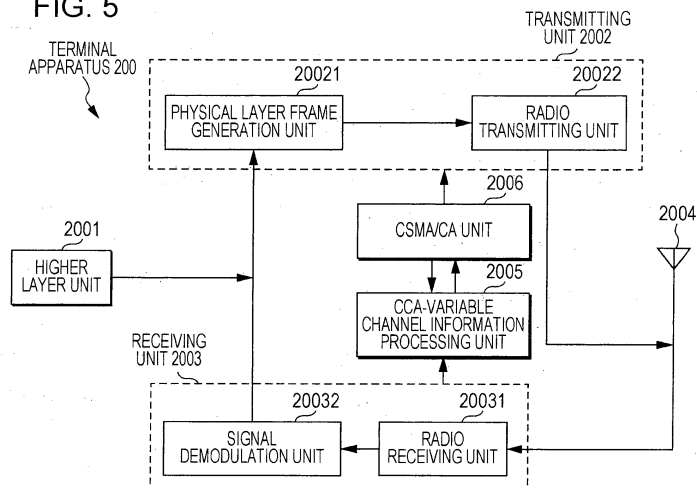 FIG. 5
TERMINAL
APPARATUS 200
TRANSMITTING
UNIT 2002
20021
PHYSICAL LAYER FRAME
GENERATION UNIT
20022
RADIO
TRANSMITTING UNIT
2006
CSMA/CA UNIT
2004
2001
HIGHER
LAYER UNIT
2005
CCA-VARIABLE
CHANNEL INFORMATION
PROCESSING UNIT
RECEIVING
UNIT 2003
20032
SIGNAL
DEMODULATION UNIT
20031
RADIO
RECEIVING UNIT